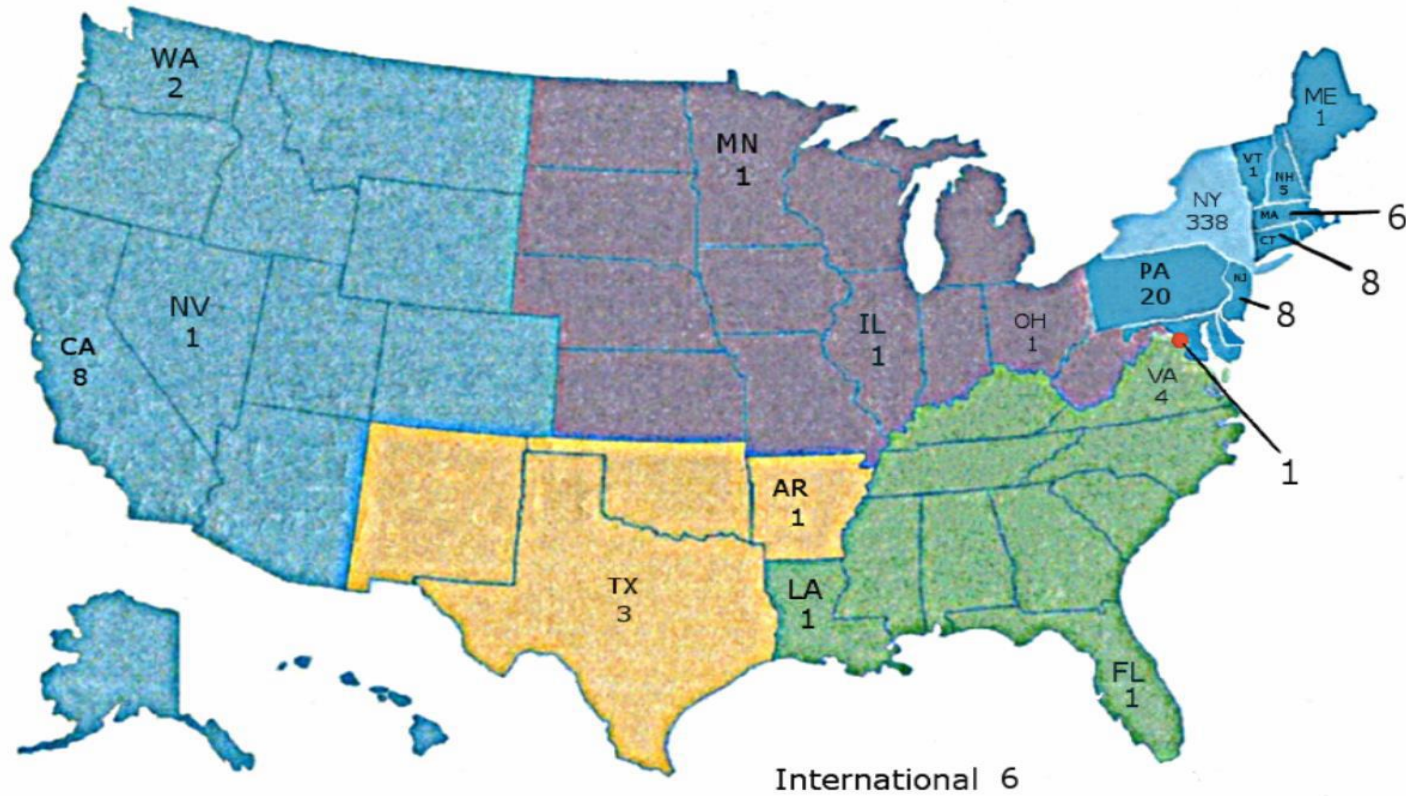 WA
2
ME
1
MN
1
VT
1
NH
5
NY
338
MA
6
CT
8
PA
20
NJ
8
NV
1
CA
8
IL
1
OH
1
VA
4
1
AR
1
TX
3
LA
1
FL
1
International 6